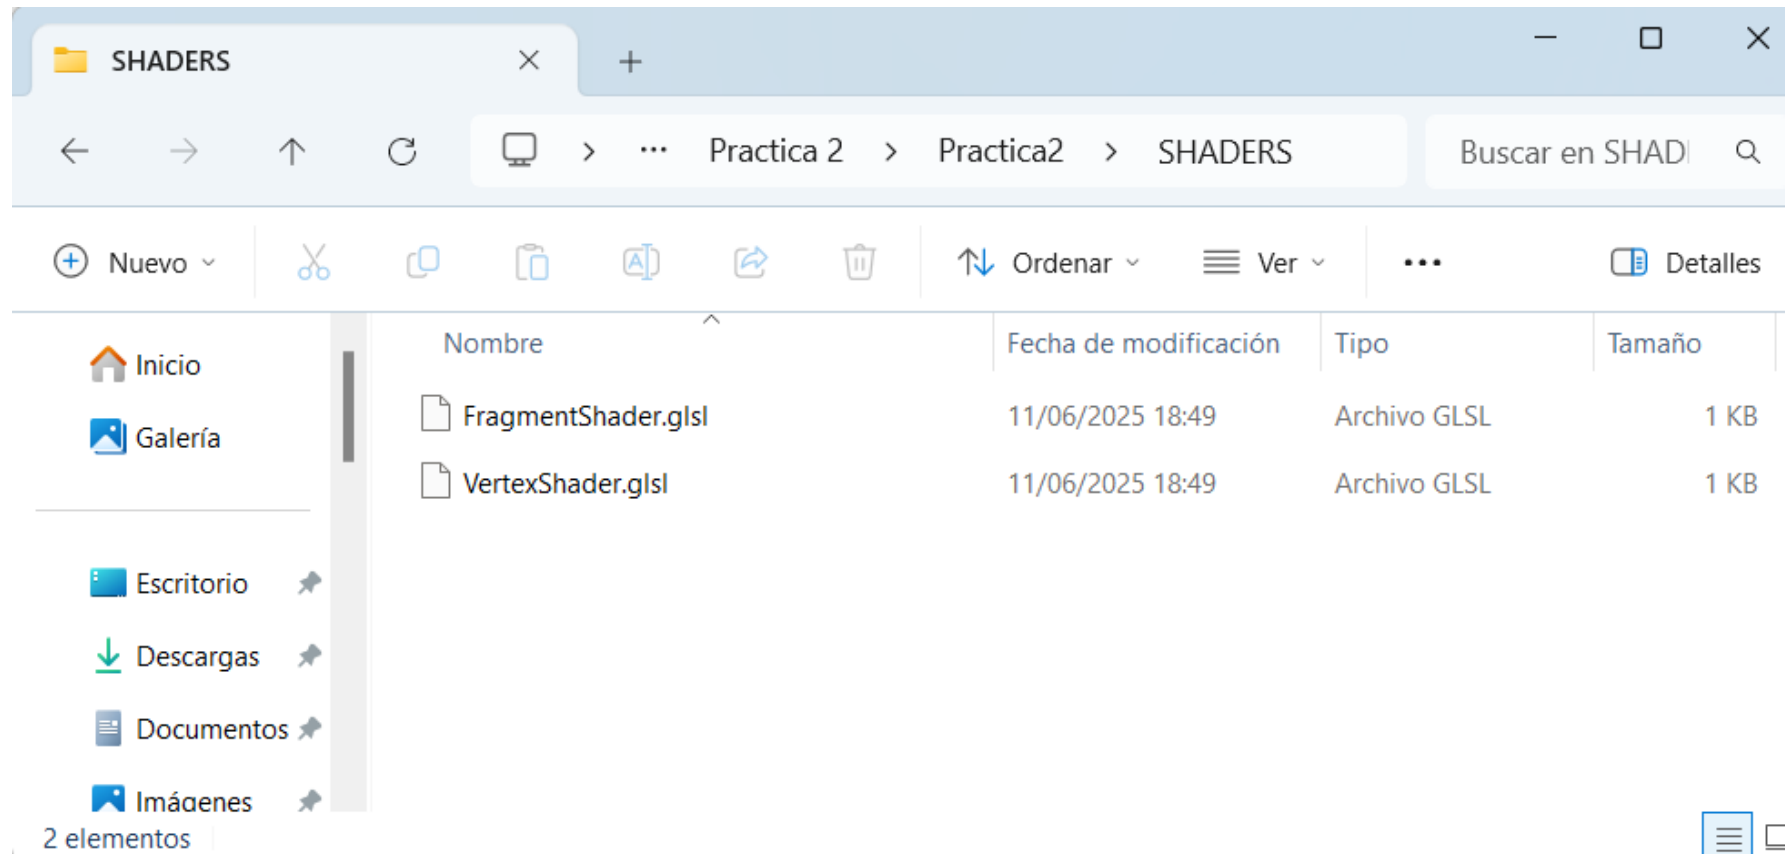 SHADERS
Practica 2 > Practica2 > SHADERS
Buscar en SHAD
Nuevo
Ordenar
Ver
Detalles
Nombre Fecha de modificación Tipo Tamaño
Inicio
FragmentShader.glsl 11/06/2025 18:49 Archivo GLSL 1 KB
Galería
VertexShader.glsl 11/06/2025 18:49 Archivo GLSL 1 KB
Escritorio
Descargas
Documentos
Imágenes
2 elementos